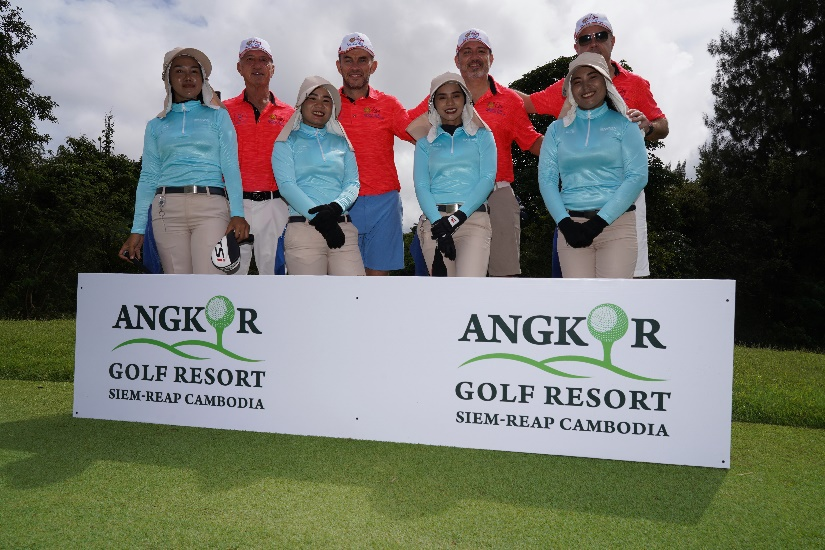 ANGKOR
GOLF RESORT
SIEM-REAP CAMBODIA
ANGKOR
GOLF RESORT
SIEM-REAP CAMBODIA